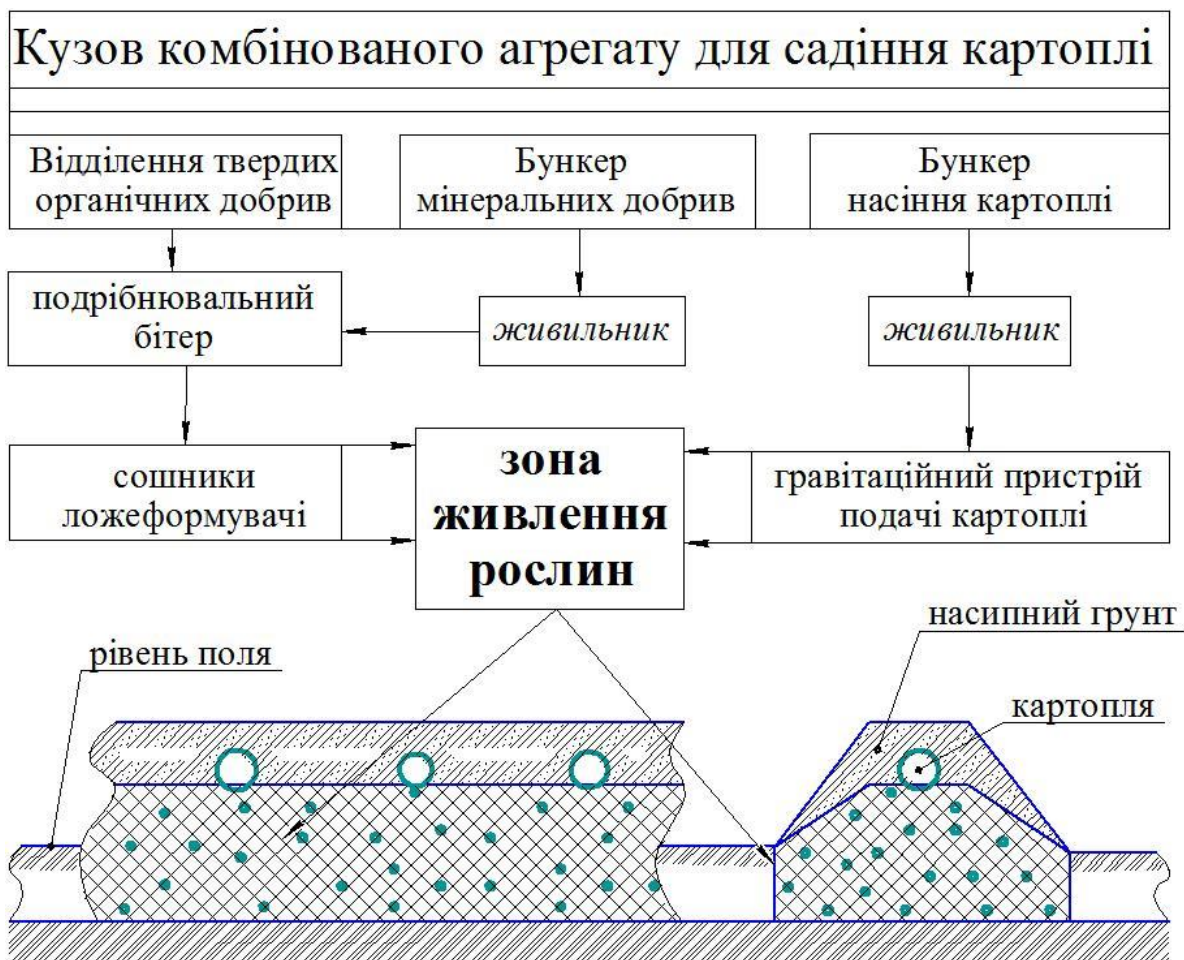 Кузов комбінованого агрегату для садіння картоплі
Відділення твердих
органічних добрив
Бункер
мінеральних добрив
Бункер
насіння картоплі
подрібнювальний
бітер
живильник
живильник
сошники
ложеформувачі
зона
живлення
рослин
гравітаційний пристрій
подачі картоплі
насипний грунт
рівень поля
картопля